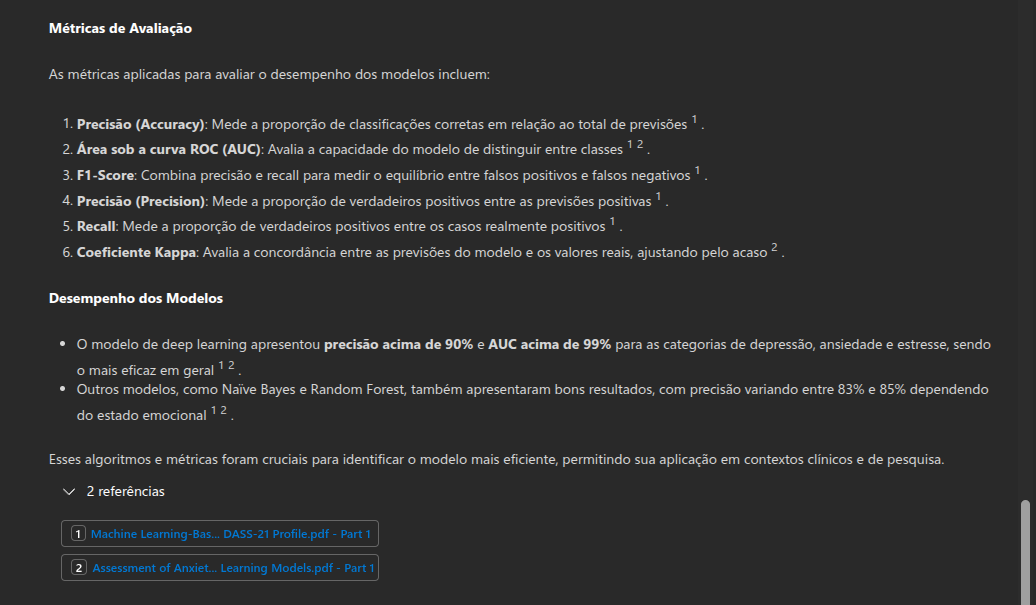 Métricas de Avaliação
As métricas aplicadas para avaliar o desempenho dos modelos incluem:
1. Precisão (Accuracy): Mede a proporção de classificações corretas em relação ao total de previsões 1 .
2. Área sob a curva ROC (AUC): Avalia a capacidade do modelo de distinguir entre classes 1 2 .
3. F1-Score: Combina precisão e recall para medir o equilíbrio entre falsos positivos e falsos negativos 1 .
4. Precisão (Precision): Mede a proporção de verdadeiros positivos entre as previsões positivas 1 .
5. Recall: Mede a proporção de verdadeiros positivos entre os casos realmente positivos 1 .
6. Coeficiente Kappa: Avalia a concordância entre as previsões do modelo e os valores reais, ajustando pelo acaso 2 .
Desempenho dos Modelos
• O modelo de deep learning apresentou precisão acima de 90% e AUC acima de 99% para as categorias de depressão, ansiedade e estresse, sendo
o mais eficaz em geral 1 2 .
• Outros modelos, como Naïve Bayes e Random Forest, também apresentaram bons resultados, com precisão variando entre 83% e 85% dependendo
do estado emocional 1 2 .
Esses algoritmos e métricas foram cruciais para identificar o modelo mais eficiente, permitindo sua aplicação em contextos clínicos e de pesquisa.
2 referências
1 Machine Learning-Bas... DASS-21 Profile.pdf - Part 1
2 Assessment of Anxiet... Learning Models.pdf - Part 1